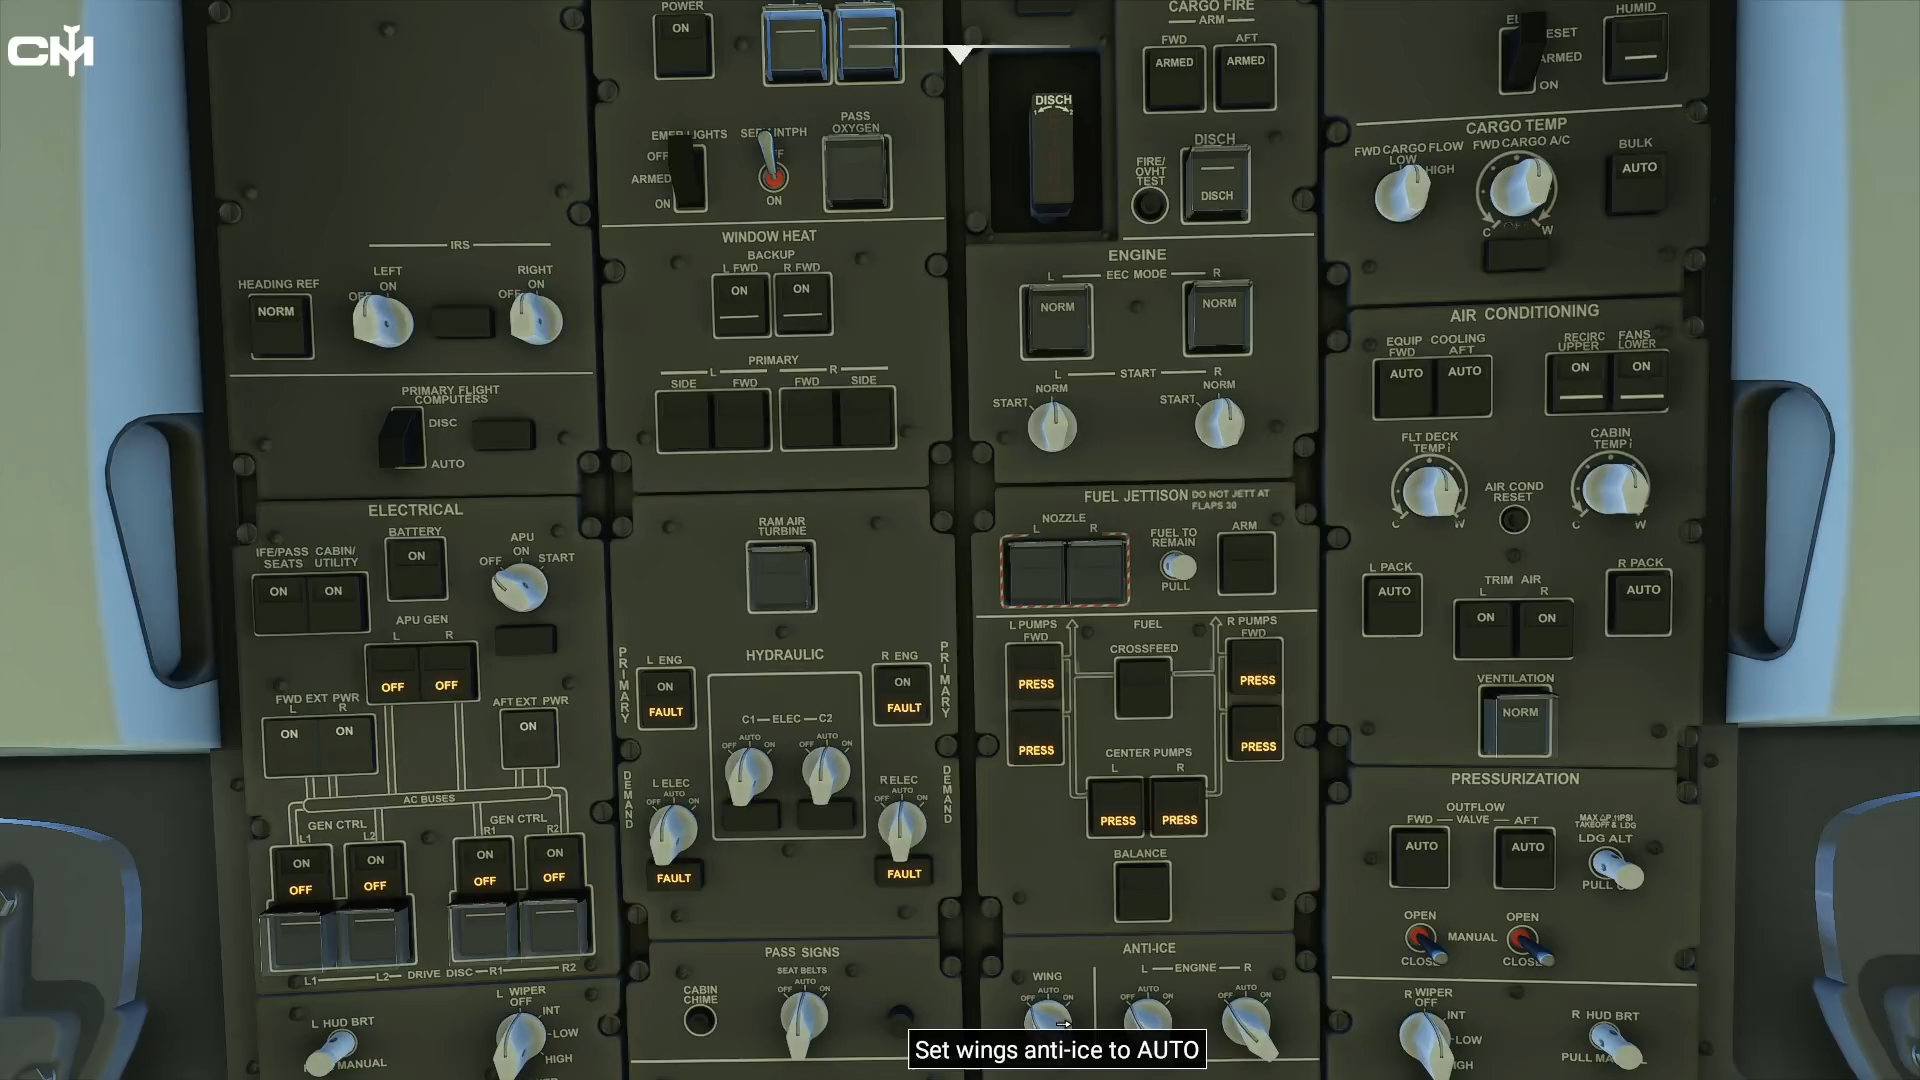 CM
POWER
ON
EMER LIGHTS
OFF
ARMED
ON
ON
PASS
OXYGEN
CARGO FIRE
ARM
FWD
AFT
ARMED
ARMED
DISCH
1
2
FIRE/
OVHT
TEST
DISCH
DISCH
HUMID
ARMED
ON
CARGO TEMP
FWD CARGO FLOW
LOW
HIGH
FWD CARGO A/C
C
W
BULK
AUTO
IRS
HEADING REF
NORM
LEFT
OFF
ON
RIGHT
OFF
ON
WINDOW HEAT
BACKUP
L FWD
R FWD
ON
ON
PRIMARY
L
R
SIDE
FWD
FWD
SIDE
ENGINE
L
EEC MODE
R
NORM
NORM
L
START
R
START
NORM
START
NORM
AIR CONDITIONING
EQUIP COOLING
FWD
AFT
AUTO
AUTO
RECIRC FANS
UPPER
LOWER
ON
ON
FLT DECK
TEMP
C
W
AIR COND
RESET
CABIN
TEMP
C
W
L PACK
AUTO
TRIM AIR
L
R
ON
ON
R PACK
AUTO
VENTILATION
NORM
PRIMARY FLIGHT
COMPUTERS
DISC
AUTO
ELECTRICAL
IFE/PASS
SEATS
CABIN/
UTILITY
ON
ON
BATTERY
ON
APU
OFF
ON
START
APU GEN
L
R
OFF
OFF
FWD EXT PWR
L
R
ON
ON
AFT EXT PWR
ON
AC BUSES
GEN CTRL
L1
L2
GEN CTRL
R1
R2
ON
OFF
ON
OFF
ON
OFF
ON
OFF
L1
L2
DRIVE DISC
R1
R2
RAM AIR
TURBINE
HYDRAULIC
PRIMARY
L ENG
ON
FAULT
R ENG
ON
FAULT
PRIMARY
C1
ELEC
C2
OFF
AUTO
ON
OFF
AUTO
ON
DEMAND
L ELEC
OFF
AUTO
ON
FAULT
R ELEC
OFF
AUTO
ON
FAULT
DEMAND
FUEL JETTISON
DO NOT JETT AT
FLAPS 30
NOZZLE
L
R
FUEL TO
REMAIN
PULL
ARM
L PUMPS
FWD
PRESS
PRESS
FUEL
CROSSFEED
R PUMPS
FWD
PRESS
PRESS
CENTER PUMPS
L
R
PRESS
PRESS
BALANCE
PRESSURIZATION
OUTFLOW
VALVE
FWD
AFT
AUTO
AUTO
MAX ΔP .11PSI
TAKEOFF & LDG
LDG ALT
OPEN
CLOSE
MANUAL
OPEN
CLOSE
PASS SIGNS
CABIN
CHIME
SEAT BELTS
OFF
AUTO
ON
ANTI-ICE
WING
OFF
AUTO
ON
L
ENGINE
R
OFF
AUTO
ON
OFF
AUTO
ON
L HUD BRT
MANUAL
L WIPER
OFF
INT
LOW
HIGH
R WIPER
OFF
INT
LOW
R HUD BRT
Set wings anti-ice to AUTO